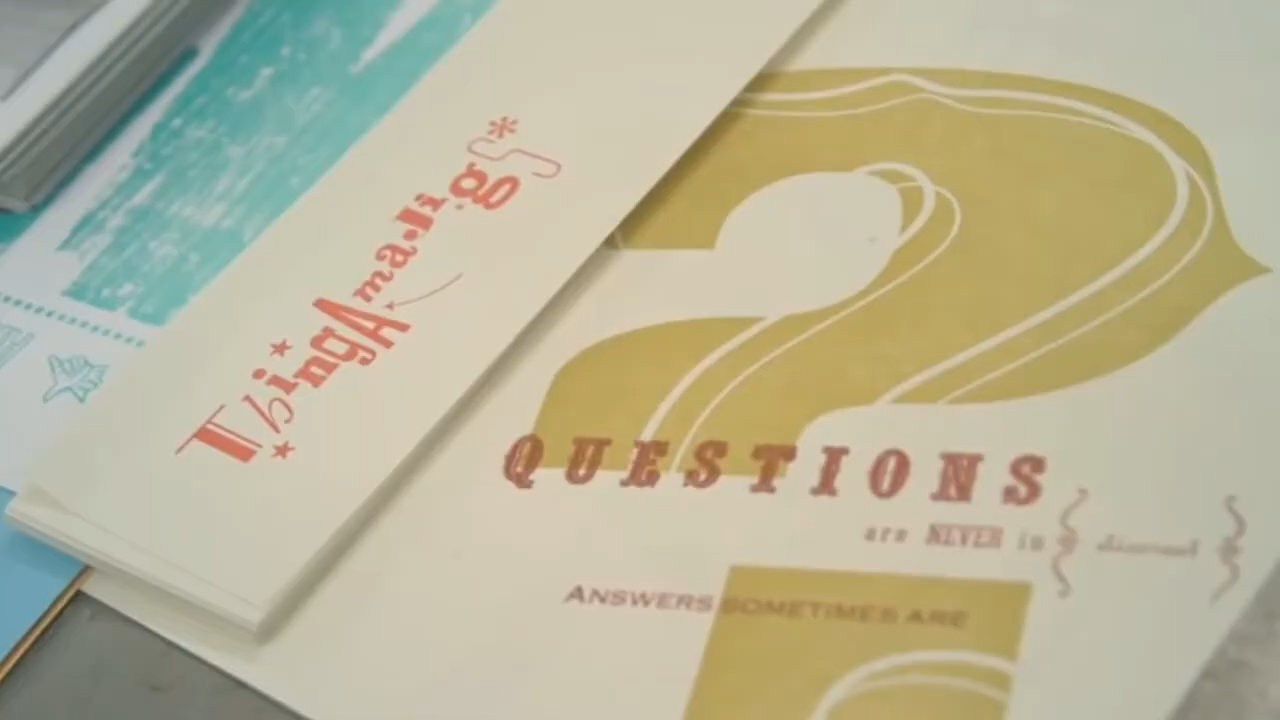 ThingAmaJigS*
QUESTIONS
are NEVER in
ANSWERS SOMETIMES ARE